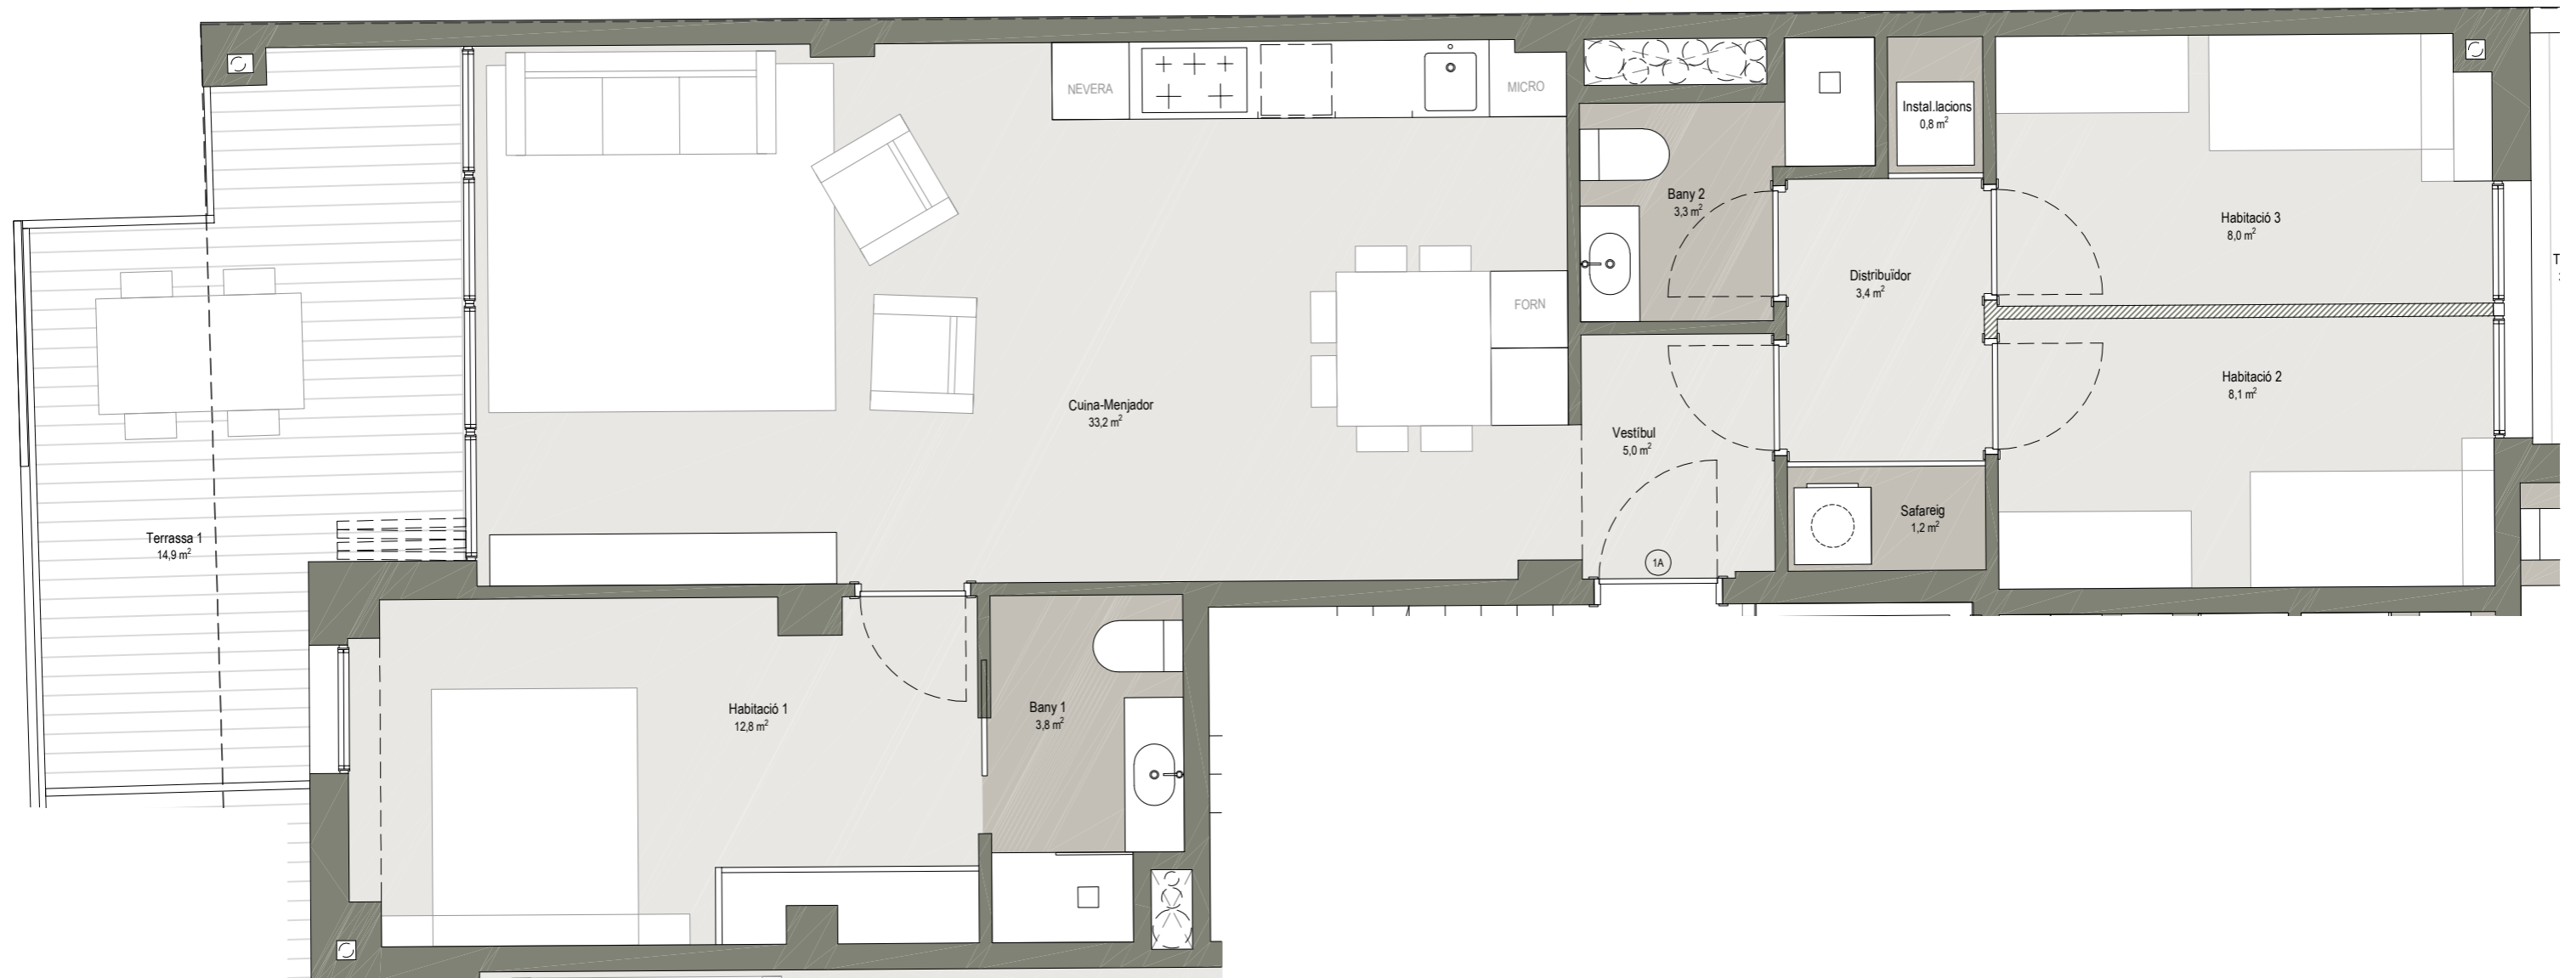 NEVERA
MICRO
Instal.lacions
0,8 m²
Bany 2
3,3 m²
Habitació 3
8,0 m²
Distribuïdor
3,4 m²
FORN
Habitació 2
8,1 m²
Cuina-Menjador
33,2 m²
Vestíbul
5,0 m²
Safareig
1,2 m²
Terrassa 1
14,9 m²
1A
Habitació 1
12,8 m²
Bany 1
3,8 m²